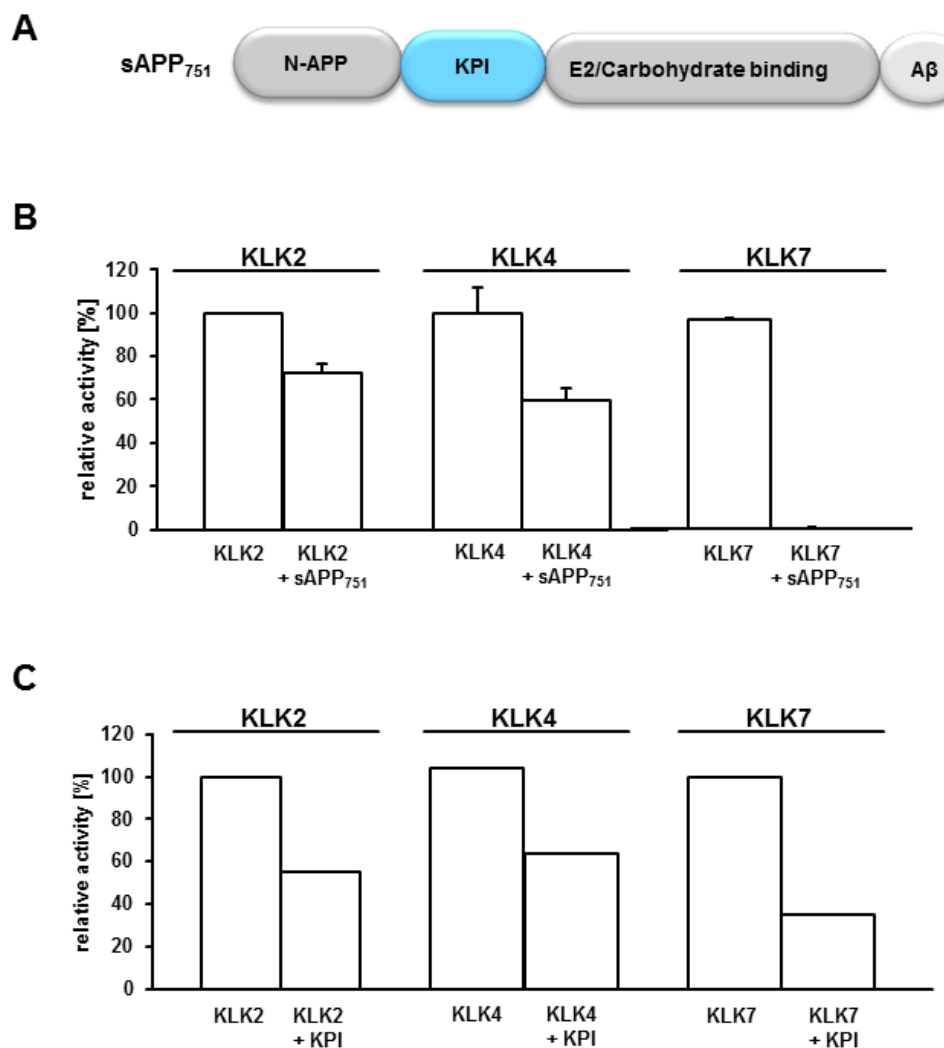 A
sAPP751 N-APP KPI E2/Carbohydrate binding Aβ
B
KLK2 KLK4 KLK7
relative activity [%]
120
100
80
60
40
20
0
KLK2 KLK2 + sAPP751 KLK4 KLK4 + sAPP751 KLK7 KLK7 + sAPP751
C
KLK2 KLK4 KLK7
relative activity [%]
120
100
80
60
40
20
0
KLK2 KLK2 + KPI KLK4 KLK4 + KPI KLK7 KLK7 + KPI